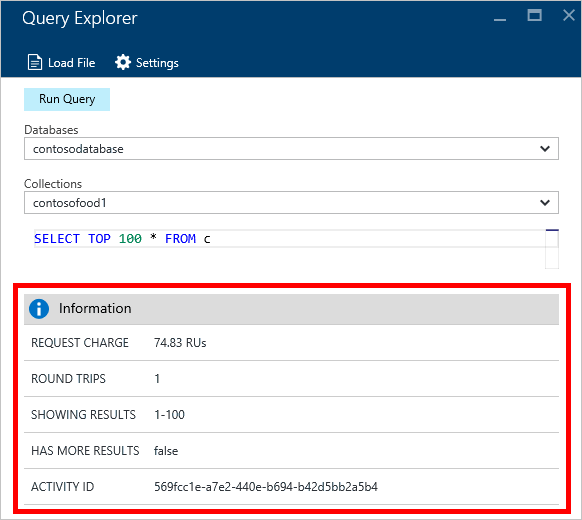 Query Explorer
Load File Settings
Run Query
Databases
contosodatabase
Collections
contosofood1
SELECT TOP 100 * FROM c
Information
REQUEST CHARGE 74.83 RUs
ROUND TRIPS 1
SHOWING RESULTS 1-100
HAS MORE RESULTS false
ACTIVITY ID 569fcc1e-a7e2-440e-b694-b42d5bb2a5b4